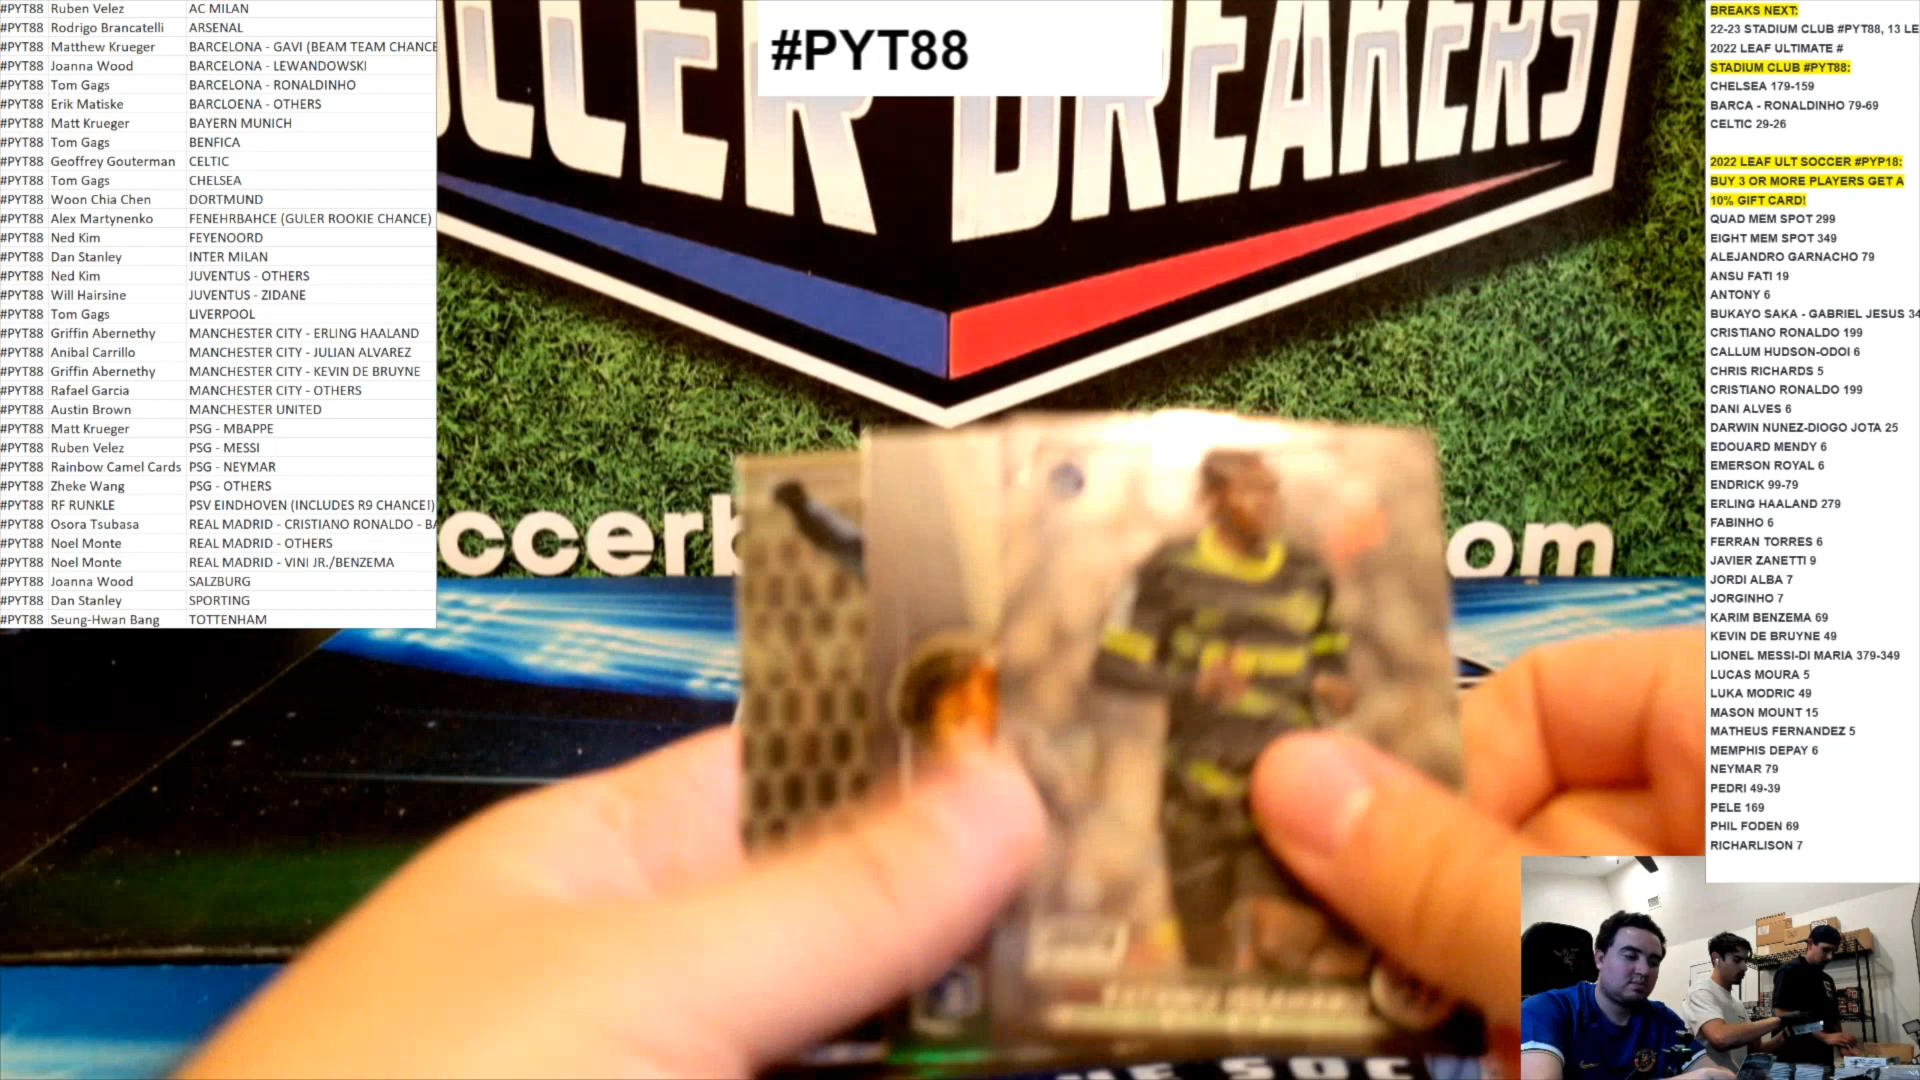 #PYT88 Ruben Velez AC MILAN
#PYT88 Rodrigo Brancatelli ARSENAL
#PYT88 Matthew Krueger BARCELONA - GAVI (BEAM TEAM CHANCE
#PYT88 Joanna Wood BARCELONA - LEWANDOWSKI
#PYT88 Tom Gags BARCELONA - RONALDINHO
#PYT88 Erik Matiske BARCLOENA - OTHERS
#PYT88 Matt Krueger BAYERN MUNICH
#PYT88 Tom Gags BENFICA
#PYT88 Geoffrey Gouterman CELTIC
#PYT88 Tom Gags CHELSEA
#PYT88 Woon Chia Chen DORTMUND
#PYT88 Alex Martynenko FENEHRBAHCE (GULER ROOKIE CHANCE)
#PYT88 Ned Kim FEYENOORD
#PYT88 Dan Stanley INTER MILAN
#PYT88 Ned Kim JUVENTUS - OTHERS
#PYT88 Will Hairsine JUVENTUS - ZIDANE
#PYT88 Tom Gags LIVERPOOL
#PYT88 Griffin Abernethy MANCHESTER CITY - ERLING HAALAND
#PYT88 Anibal Carrillo MANCHESTER CITY - JULIAN ALVAREZ
#PYT88 Griffin Abernethy MANCHESTER CITY - KEVIN DE BRUYNE
#PYT88 Rafael Garcia MANCHESTER CITY - OTHERS
#PYT88 Austin Brown MANCHESTER UNITED
#PYT88 Matt Krueger PSG - MBAPPE
#PYT88 Ruben Velez PSG - MESSI
#PYT88 Rainbow Camel Cards PSG - NEYMAR
#PYT88 Zheke Wang PSG - OTHERS
#PYT88 RF RUNKLE PSV EINDHOVEN (INCLUDES R9 CHANCE!)
#PYT88 Osora Tsubasa REAL MADRID - CRISTIANO RONALDO - BA
#PYT88 Noel Monte REAL MADRID - OTHERS
#PYT88 Noel Monte REAL MADRID - VINI JR./BENZEMA
#PYT88 Joanna Wood SALZBURG
#PYT88 Dan Stanley SPORTING
#PYT88 Seung-Hwan Bang TOTTENHAM
#PYT88
CCER BREAKERS
ccerb
om
BREAKS NEXT:
22-23 STADIUM CLUB #PYT88, 13 LE
2022 LEAF ULTIMATE #
STADIUM CLUB #PYT88:
CHELSEA 179-159
BARCA - RONALDINHO 79-69
CELTIC 29-26
2022 LEAF ULT SOCCER #PYP18:
BUY 3 OR MORE PLAYERS GET A
10% GIFT CARD!
QUAD MEM SPOT 299
EIGHT MEM SPOT 349
ALEJANDRO GARNACHO 79
ANSU FATI 19
ANTONY 6
BUKAYO SAKA - GABRIEL JESUS 34
CRISTIANO RONALDO 199
CALLUM HUDSON-ODOI 6
CHRIS RICHARDS 5
CRISTIANO RONALDO 199
DANI ALVES 6
DARWIN NUNEZ-DIOGO JOTA 25
EDOUARD MENDY 6
EMERSON ROYAL 6
ENDRICK 99-79
ERLING HAALAND 279
FABINHO 6
FERRAN TORRES 6
JAVIER ZANETTI 9
JORDI ALBA 7
JORGINHO 7
KARIM BENZEMA 69
KEVIN DE BRUYNE 49
LIONEL MESSI-DI MARIA 379-349
LUCAS MOURA 5
LUKA MODRIC 49
MASON MOUNT 15
MATHEUS FERNANDEZ 5
MEMPHIS DEPAY 6
NEYMAR 79
PEDRI 49-39
PELE 169
PHIL FODEN 69
RICHARLISON 7